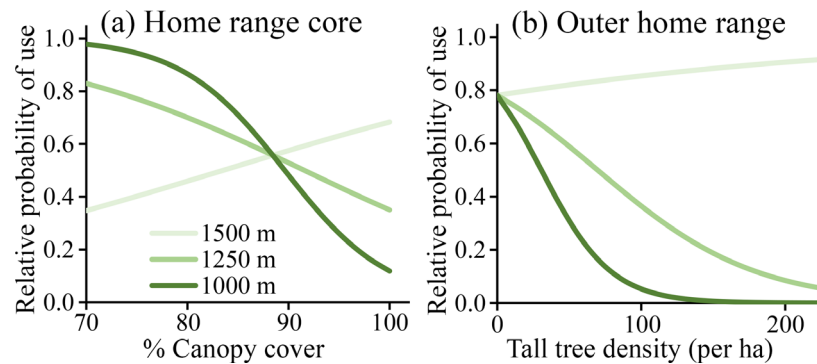 (a) Home range core
Relative probability of use
1.0
0.8
0.6
0.4
0.2
0.0
1500 m
1250 m
1000 m
70 80 90 100
% Canopy cover
(b) Outer home range
Relative probability of use
1.0
0.8
0.6
0.4
0.2
0.0
0 100 200
Tall tree density (per ha)